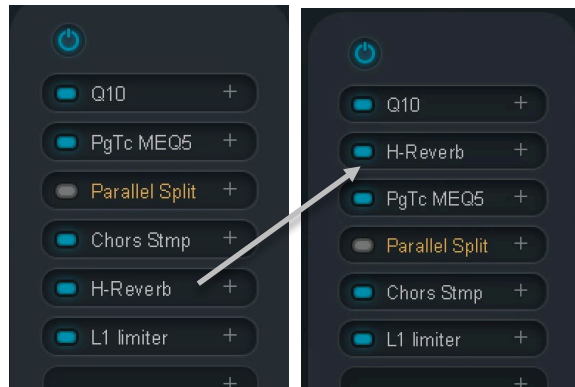 Q10
PgTc MEQ5
Parallel Split
Chors Stmp
H-Reverb
L1 limiter
Q10
H-Reverb
PgTc MEQ5
Parallel Split
Chors Stmp
L1 limiter